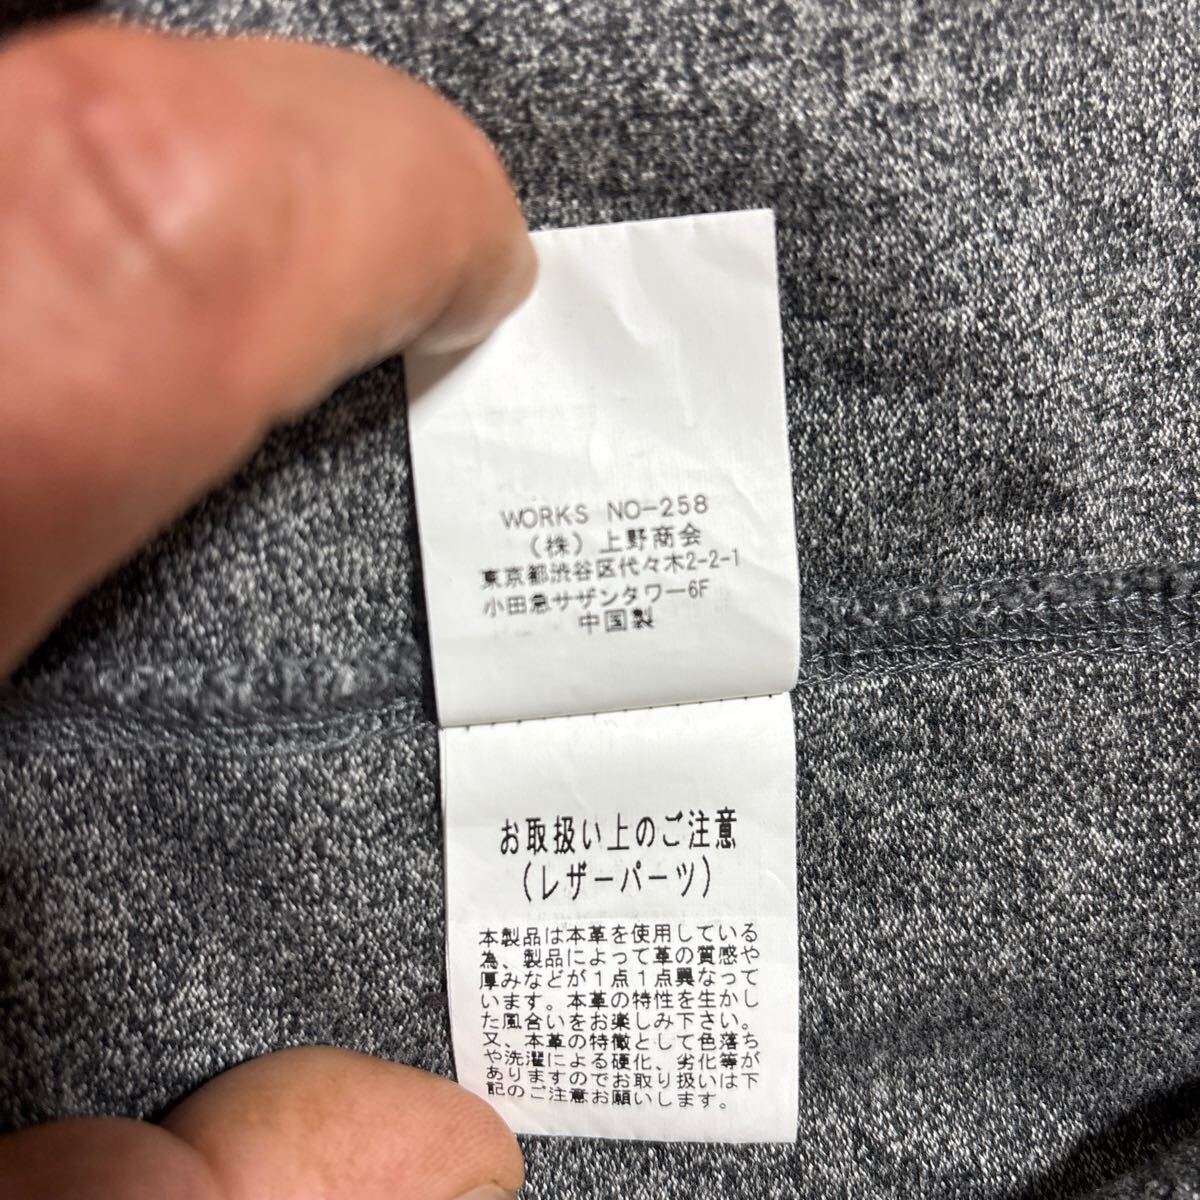 WORKS NO-258
(株)上野商会
東京都渋谷区代々木2-2-1
小田急サザンタワー6F
中国製
お取扱い上のご注意
(レザーパーツ)
本製品は本革を使用している
為、製品によって革の質感や
厚みなどが1点1点異なって
います。本革の特性を生かし
た風合いをお楽しみ下さい。
又、本革の特徴として色落ち
や洗濯による硬化、劣化等が
ありますのでお取り扱いは下
記のご注意お願いします。